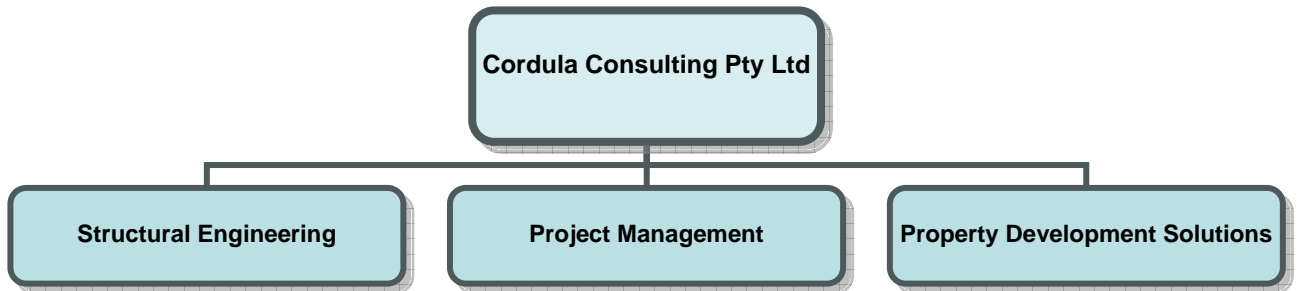 Cordula Consulting Pty Ltd
Structural Engineering
Project Management
Property Development Solutions